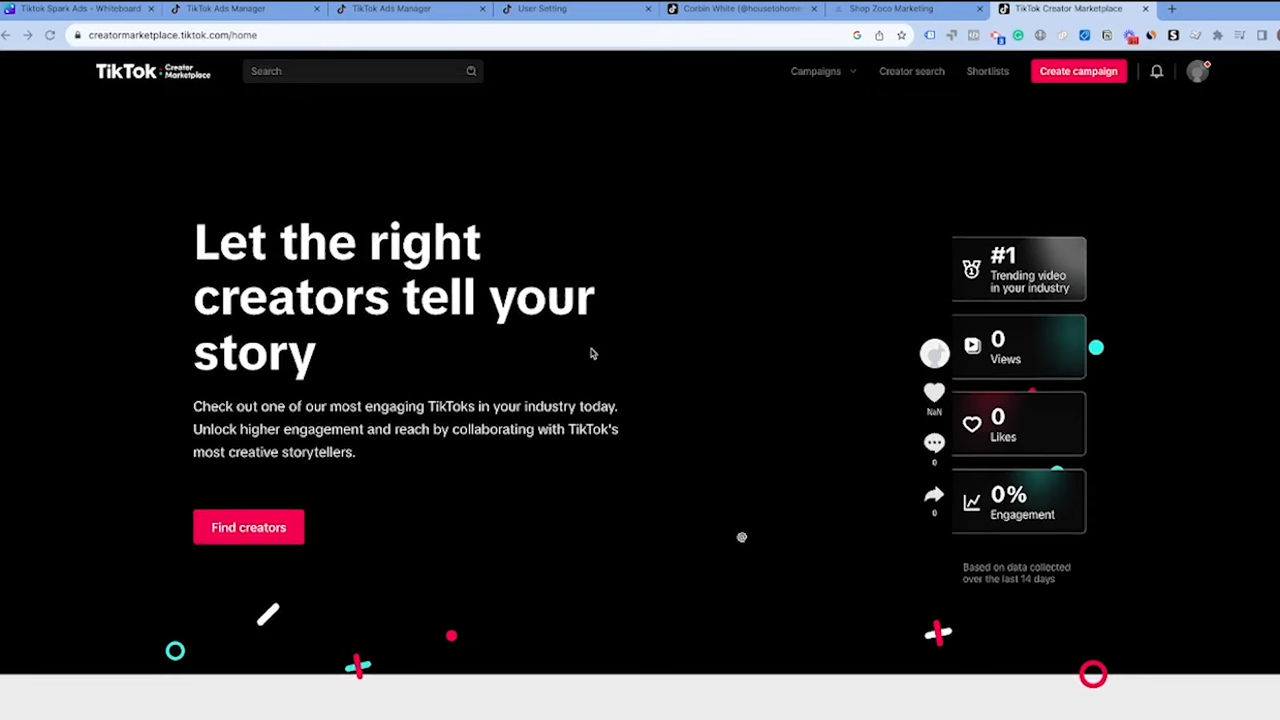 Tiktok Spark Ads - Whiteboard
TikTok Ads Manager
TikTok Ads Manager
User Setting
Corbin White (@housetohome
Shop Zoco Marketing
TikTok Creator Marketplace
creatormarketplace.tiktok.com/home
TikTok: Creator Marketplace
Search
Campaigns
Creator search
Shortlists
Create campaign
Let the right
creators tell your
story
Check out one of our most engaging TikToks in your industry today.
Unlock higher engagement and reach by collaborating with TikTok's
most creative storytellers.
Find creators
#1
Trending video
in your industry
0
Views
0
Likes
0%
Engagement
NaN
0
0
@
Based on data collected
over the last 14 days